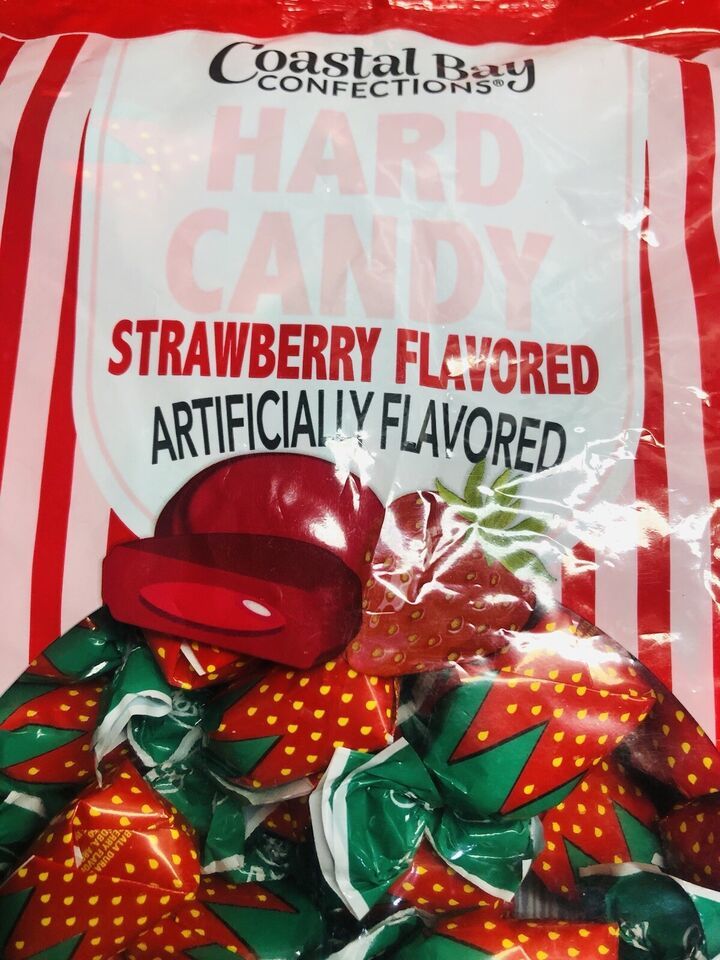 Coastal Bay
CONFECTIONS®
HARD
CANDY
STRAWBERRY FLAVORED
ARTIFICIALLY FLAVORED